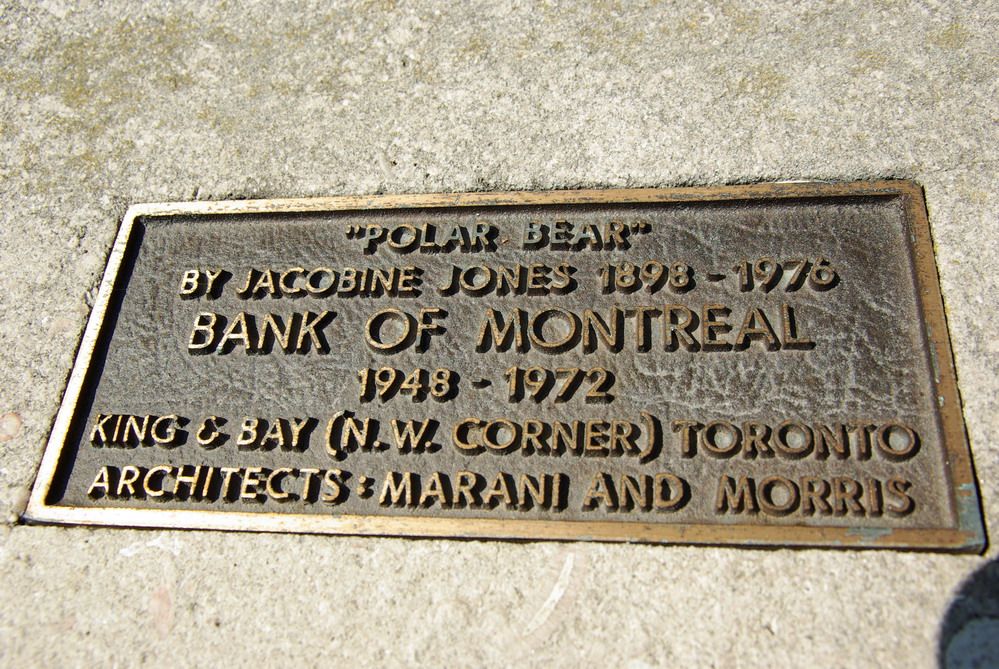 "POLAR BEAR"
BY JACOBINE JONES 1898 - 1976
BANK OF MONTREAL
1948 - 1972
KING & BAY (N.W. CORNER) TORONTO
ARCHITECTS: MARANI AND MORRIS